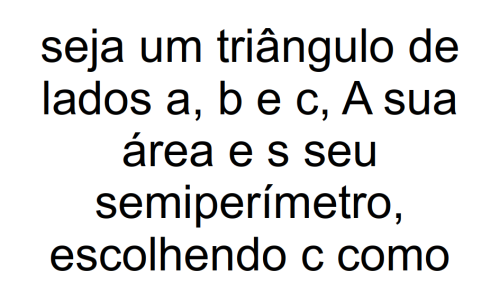 seja um triângulo de
lados a, b e c, A sua
área e s seu
semiperímetro,
escolhendo c como